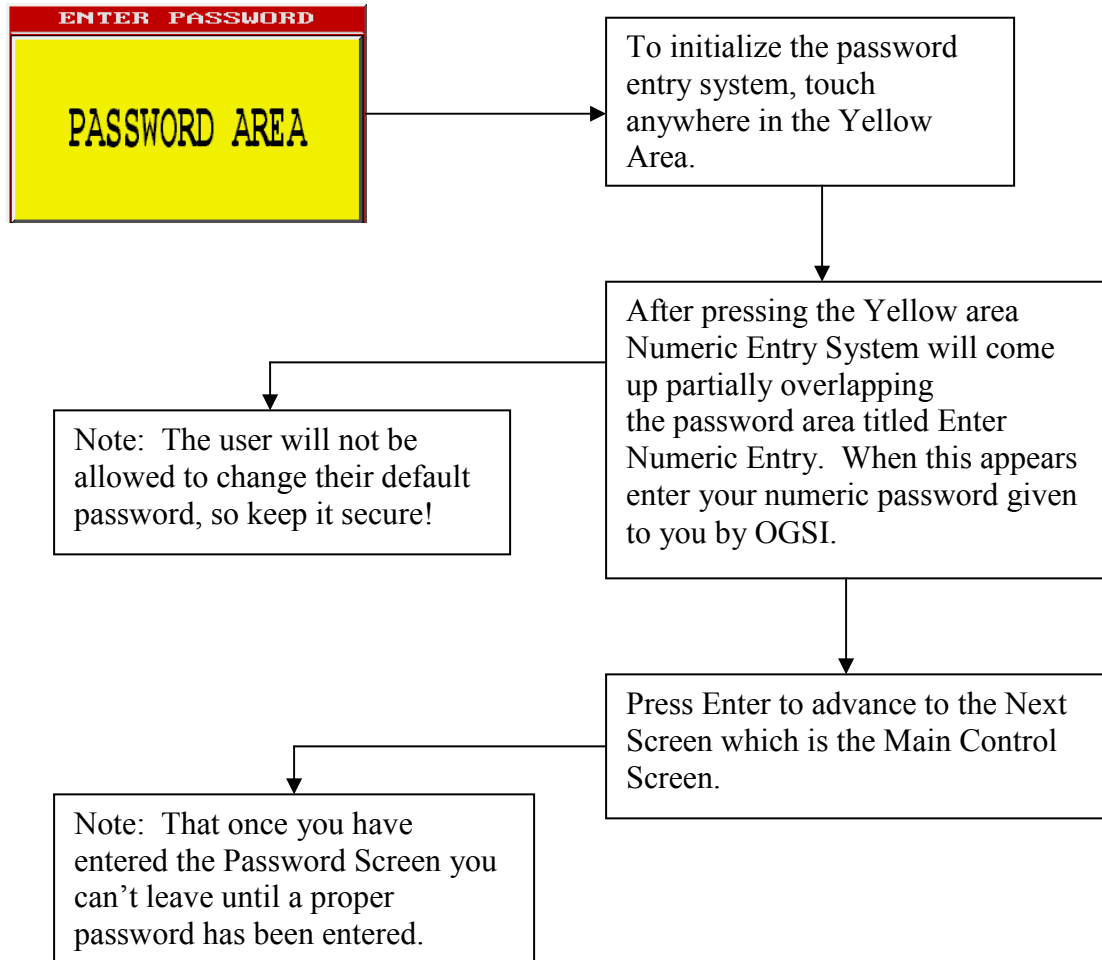 ENTER PASSWORD
PASSWORD AREA
To initialize the password
entry system, touch
anywhere in the Yellow
Area.
After pressing the Yellow area
Numeric Entry System will come
up partially overlapping
the password area titled Enter
Numeric Entry.  When this appears
enter your numeric password given
to you by OGSI.
Note:  The user will not be
allowed to change their default
password, so keep it secure!
Press Enter to advance to the Next
Screen which is the Main Control
Screen.
Note:  That once you have
entered the Password Screen you
can’t leave until a proper
password has been entered.